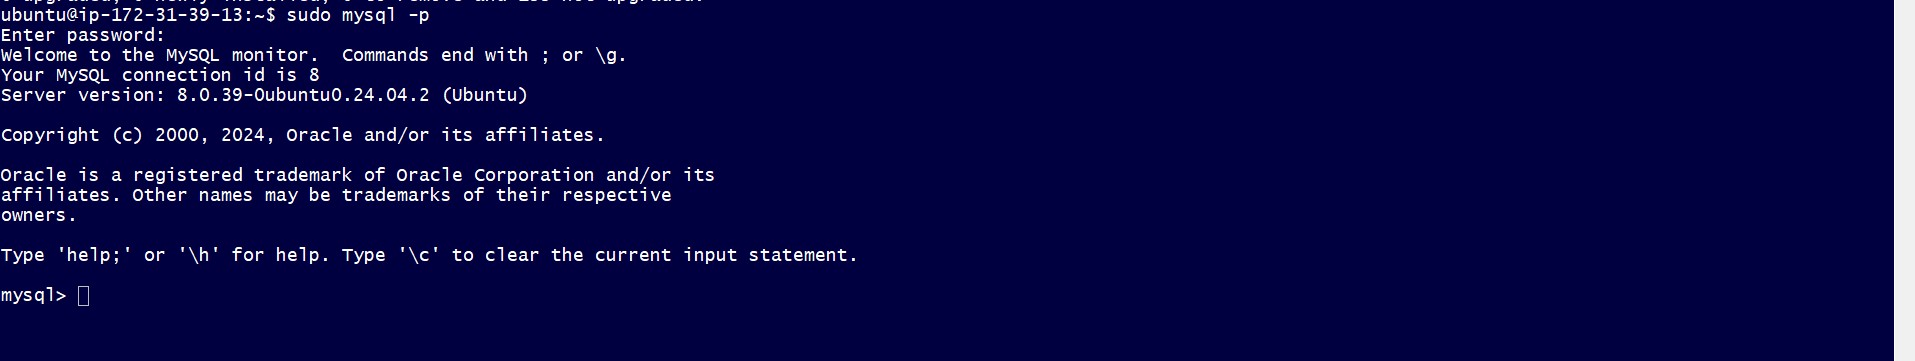 ubuntu@ip-172-31-39-13:~$ sudo mysql -p
Enter password:
Welcome to the MySQL monitor.  Commands end with ; or \g.
Your MySQL connection id is 8
Server version: 8.0.39-0ubuntu0.24.04.2 (Ubuntu)
Copyright (c) 2000, 2024, Oracle and/or its affiliates.
Oracle is a registered trademark of Oracle Corporation and/or its
affiliates. Other names may be trademarks of their respective
owners.
Type 'help;' or '\h' for help. Type '\c' to clear the current input statement.
mysql>